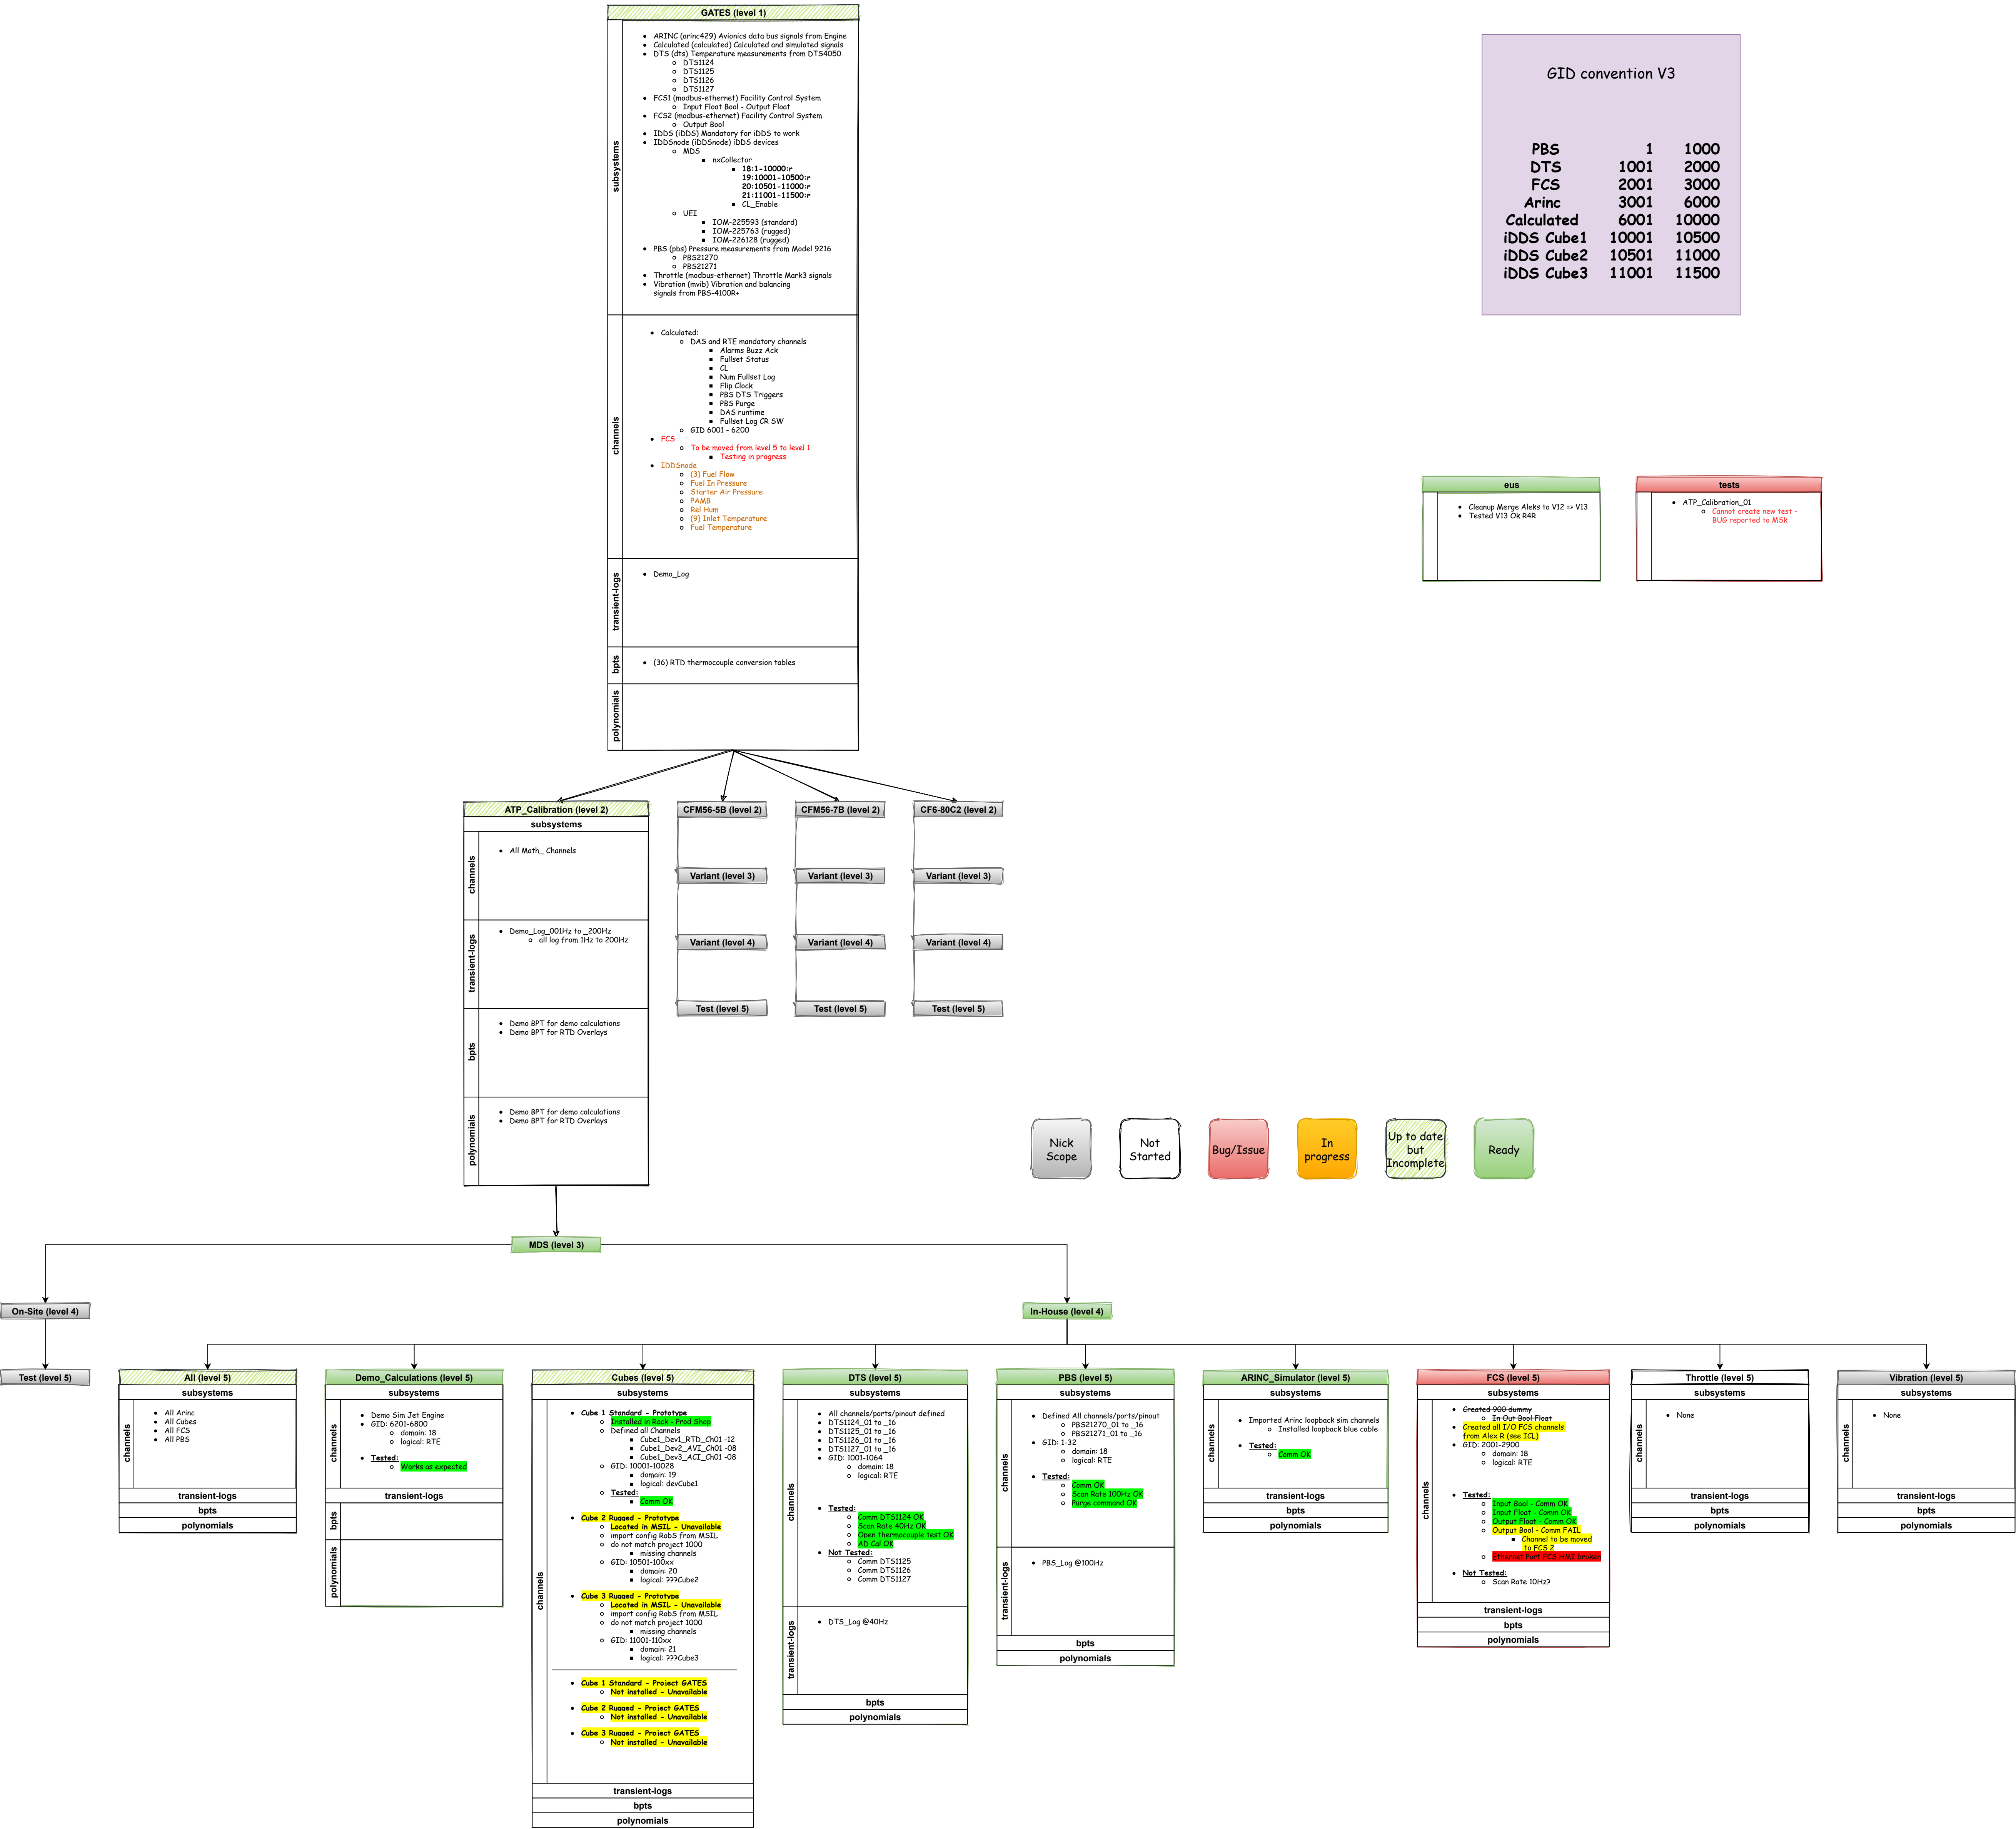 GATES (level 1)
subsystems
ARINC (arinc429) Avionics data bus signals from Engine
Calculated (calculated) Calculated and simulated signals
DTS (dts) Temperature measurements from DTS4050
DTS1124
DTS1125
DTS1126
DTS1127
FCS1 (modbus-ethernet) Facility Control System
Input Float Bool - Output Float
FCS2 (modbus-ethernet) Facility Control System
Output Bool
IDDS (iDDS) Mandatory for iDDS to work
IDDSnode (iDDSnode) iDDS devices
MDS
nxCollector
18:1-10000:r
19:10001-10500:r
20:10501-11000:r
21:11001-11500:r
CL_Enable
UEI
IOM-225593 (standard)
IOM-225763 (rugged)
IOM-226128 (rugged)
PBS (pbs) Pressure measurements from Model 9216
PBS21270
PBS21271
Throttle (modbus-ethernet) Throttle Mark3 signals
Vibration (mvib) Vibration and balancing
signals from PBS-4100R+
channels
Calculated:
DAS and RTE mandatory channels
Alarms Buzz Ack
Fullset Status
CL
Num Fullset Log
Flip Clock
PBS DTS Triggers
PBS Purge
DAS runtime
Fullset Log CR SW
GID 6001 - 6200
FCS
To be moved from level 5 to level 1
Testing in progress
IDDSnode
(3) Fuel Flow
Fuel In Pressure
Starter Air Pressure
PAMB
Rel Hum
(9) Inlet Temperature
Fuel Temperature
transient-logs
Demo_Log
bpts
(36) RTD thermocouple conversion tables
polynomials
GID convention V3
PBS 1 1000
DTS 1001 2000
FCS 2001 3000
Arinc 3001 6000
Calculated 6001 10000
iDDS Cube1 10001 10500
iDDS Cube2 10501 11000
iDDS Cube3 11001 11500
eus
Cleanup Merge Aleks to V12 => V13
Tested V13 Ok R4R
tests
ATP_Calibration_01
Cannot create new test -
BUG reported to MSk
ATP_Calibration (level 2)
subsystems
channels
All Math_ Channels
transient-logs
Demo_Log_001Hz to _200Hz
all log from 1Hz to 200Hz
bpts
Demo BPT for demo calculations
Demo BPT for RTD Overlays
polynomials
Demo BPT for demo calculations
Demo BPT for RTD Overlays
CFM56-5B (level 2)
Variant (level 3)
Variant (level 4)
Test (level 5)
CFM56-7B (level 2)
Variant (level 3)
Variant (level 4)
Test (level 5)
CF6-80C2 (level 2)
Variant (level 3)
Variant (level 4)
Test (level 5)
Nick
Scope
Not
Started
Bug/Issue
In
progress
Up to date
but
Incomplete
Ready
MDS (level 3)
On-Site (level 4)
In-House (level 4)
Test (level 5)
All (level 5)
subsystems
channels
All Arinc
All Cubes
All FCS
All PBS
transient-logs
bpts
polynomials
Demo_Calculations (level 5)
subsystems
channels
Demo Sim Jet Engine
GID: 6201-6800
domain: 18
logical: RTE
Tested:
Works as expected
transient-logs
bpts
polynomials
Cubes (level 5)
subsystems
channels
Cube 1 Standard - Prototype
Installed in Rack - Prod Shop
Defined all Channels
Cube1_Dev1_RTD_Ch01 -12
Cube1_Dev2_AVI_Ch01 -08
Cube1_Dev3_ACI_Ch01 -08
GID: 10001-10028
domain: 19
logical: devCube1
Tested:
Comm OK
Cube 2 Rugged - Prototype
Located in MSIL - Unavailable
import config RobS from MSIL
do not match project 1000
missing channels
GID: 10501-100xx
domain: 20
logical: ???Cube2
Cube 3 Rugged - Prototype
Located in MSIL - Unavailable
import config RobS from MSIL
do not match project 1000
missing channels
GID: 11001-110xx
domain: 21
logical: ???Cube3
Cube 1 Standard - Project GATES
Not installed - Unavailable
Cube 2 Rugged - Project GATES
Not installed - Unavailable
Cube 3 Rugged - Project GATES
Not installed - Unavailable
transient-logs
bpts
polynomials
DTS (level 5)
subsystems
channels
All channels/ports/pinout defined
DTS1124_01 to _16
DTS1125_01 to _16
DTS1126_01 to _16
DTS1127_01 to _16
GID: 1001-1064
domain: 18
logical: RTE
Tested:
Comm DTS1124 OK
Scan Rate 40Hz OK
Open thermocouple test OK
AD Cal OK
Not Tested:
Comm DTS1125
Comm DTS1126
Comm DTS1127
transient-logs
DTS_Log @40Hz
bpts
polynomials
PBS (level 5)
subsystems
channels
Defined All channels/ports/pinout
PBS21270_01 to _16
PBS21271_01 to _16
GID: 1-32
domain: 18
logical: RTE
Tested:
Comm OK
Scan Rate 100Hz OK
Purge command OK
transient-logs
PBS_Log @100Hz
bpts
polynomials
ARINC_Simulator (level 5)
subsystems
channels
Imported Arinc loopback sim channels
Installed loopback blue cable
Tested:
Comm OK
transient-logs
bpts
polynomials
FCS (level 5)
subsystems
channels
Created 900 dummy
In Out Bool Float
Created all I/O FCS channels
from Alex R (see ICL)
GID: 2001-2900
domain: 18
logical: RTE
Tested:
Input Bool - Comm OK
Input Float - Comm OK
Output Float - Comm OK
Output Bool - Comm FAIL
Channel to be moved
to FCS 2
Ethernet Port FCS HMI broken
Not Tested:
Scan Rate 10Hz?
transient-logs
bpts
polynomials
Throttle (level 5)
subsystems
channels
None
transient-logs
bpts
polynomials
Vibration (level 5)
subsystems
channels
None
transient-logs
bpts
polynomials